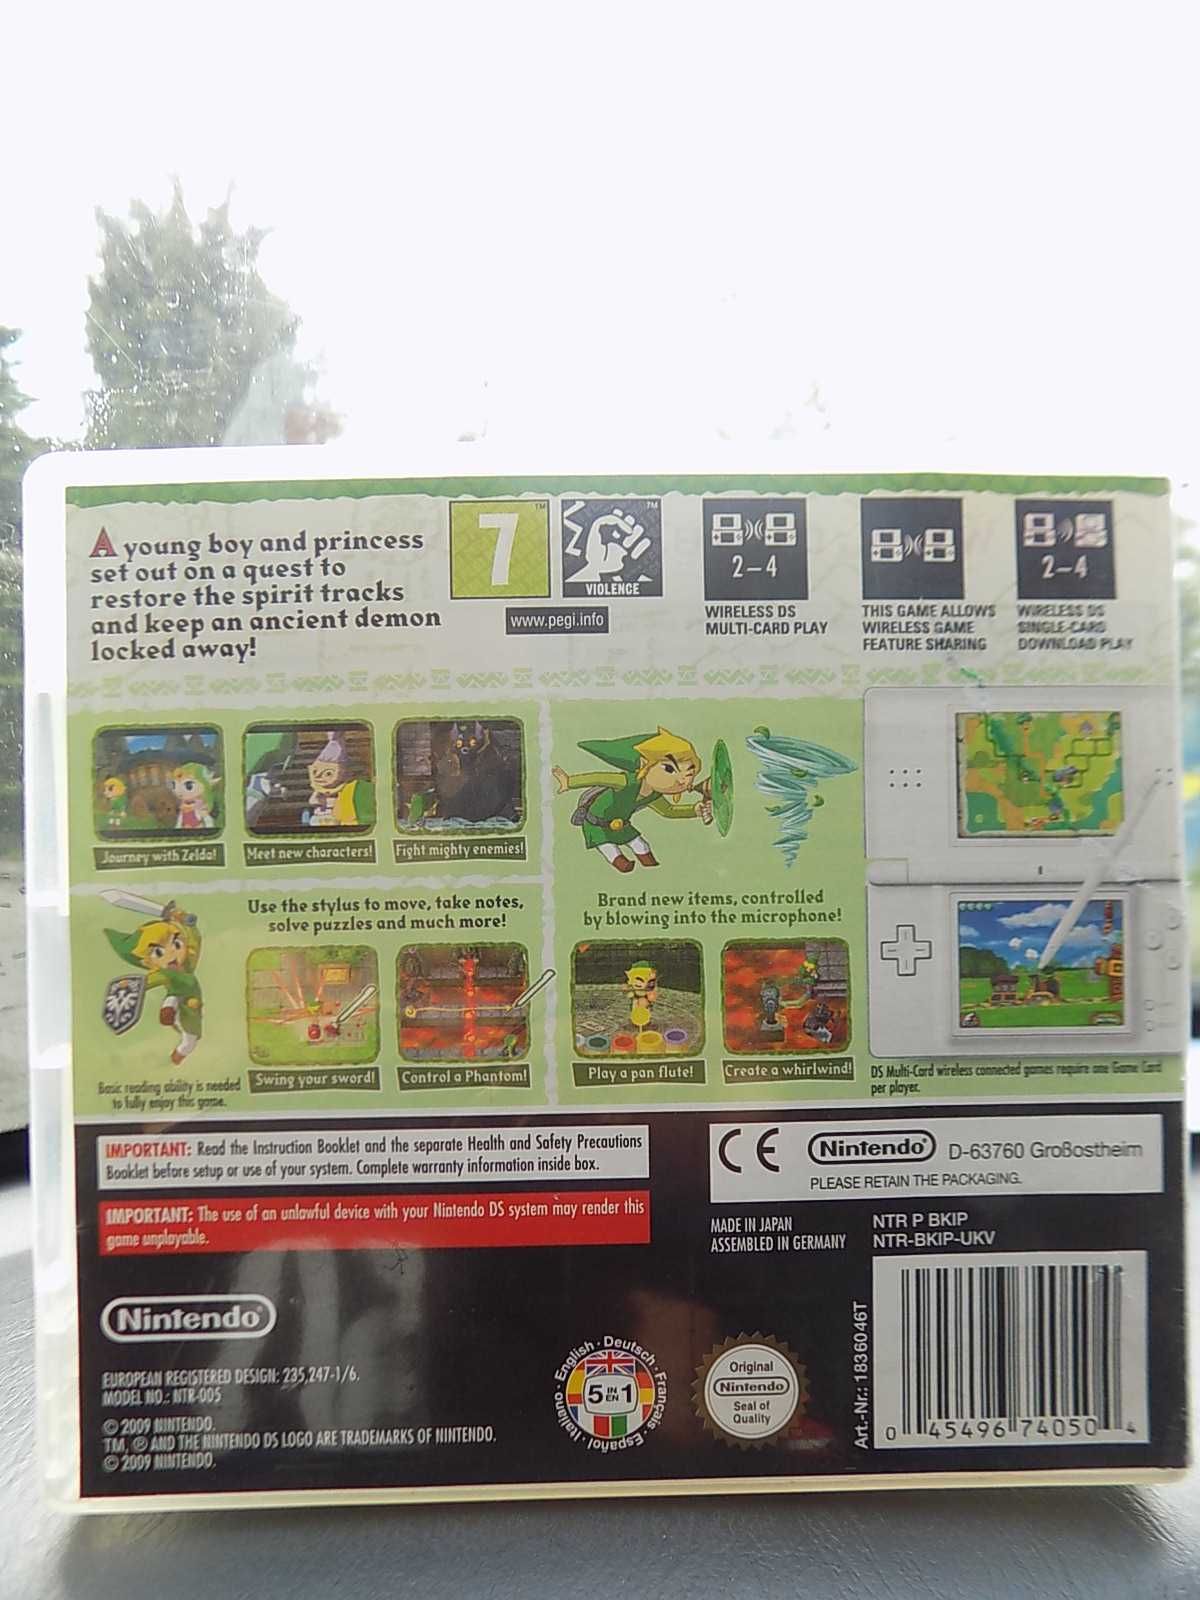 A young boy and princess
set out on a quest to
restore the spirit tracks
and keep an ancient demon
locked away!
7
TM
TM
VIOLENCE
www.pegi.info
2-4
WIRELESS DS
MULTI-CARD PLAY
THIS GAME ALLOWS
WIRELESS GAME
FEATURE SHARING
2-4
WIRELESS DS
SINGLE-CARD
DOWNLOAD PLAY
Journey with Zelda!
Meet new characters!
Fight mighty enemies!
Use the stylus to move, take notes,
solve puzzles and much more!
Swing your sword!
Control a Phantom!
Basic reading ability is needed
to fully enjoy this game.
Brand new items, controlled
by blowing into the microphone!
Play a pan flute!
Create a whirlwind!
DS Multi-Card wireless connected games require one Game Card
per player.
IMPORTANT: Read the Instruction Booklet and the separate Health and Safety Precautions
Booklet before setup or use of your system. Complete warranty information inside box.
IMPORTANT: The use of an unlawful device with your Nintendo DS system may render this
game unplayable.
CE Nintendo® D-63760 Großostheim
PLEASE RETAIN THE PACKAGING.
MADE IN JAPAN
ASSEMBLED IN GERMANY
NTR P BKIP
NTR-BKIP-UKV
Nintendo®
EUROPEAN REGISTERED DESIGN: 235,247-1/6.
MODEL NO.: NTR-005
© 2009 NINTENDO.
TM, ® AND THE NINTENDO DS LOGO ARE TRADEMARKS OF NINTENDO.
© 2009 NINTENDO.
English · Deutsch · Français · Español · Italiano ·
5 IN EN 1
Original
Nintendo
Seal of
Quality
Art.-Nr.: 1836046T
0 45496 74050 4